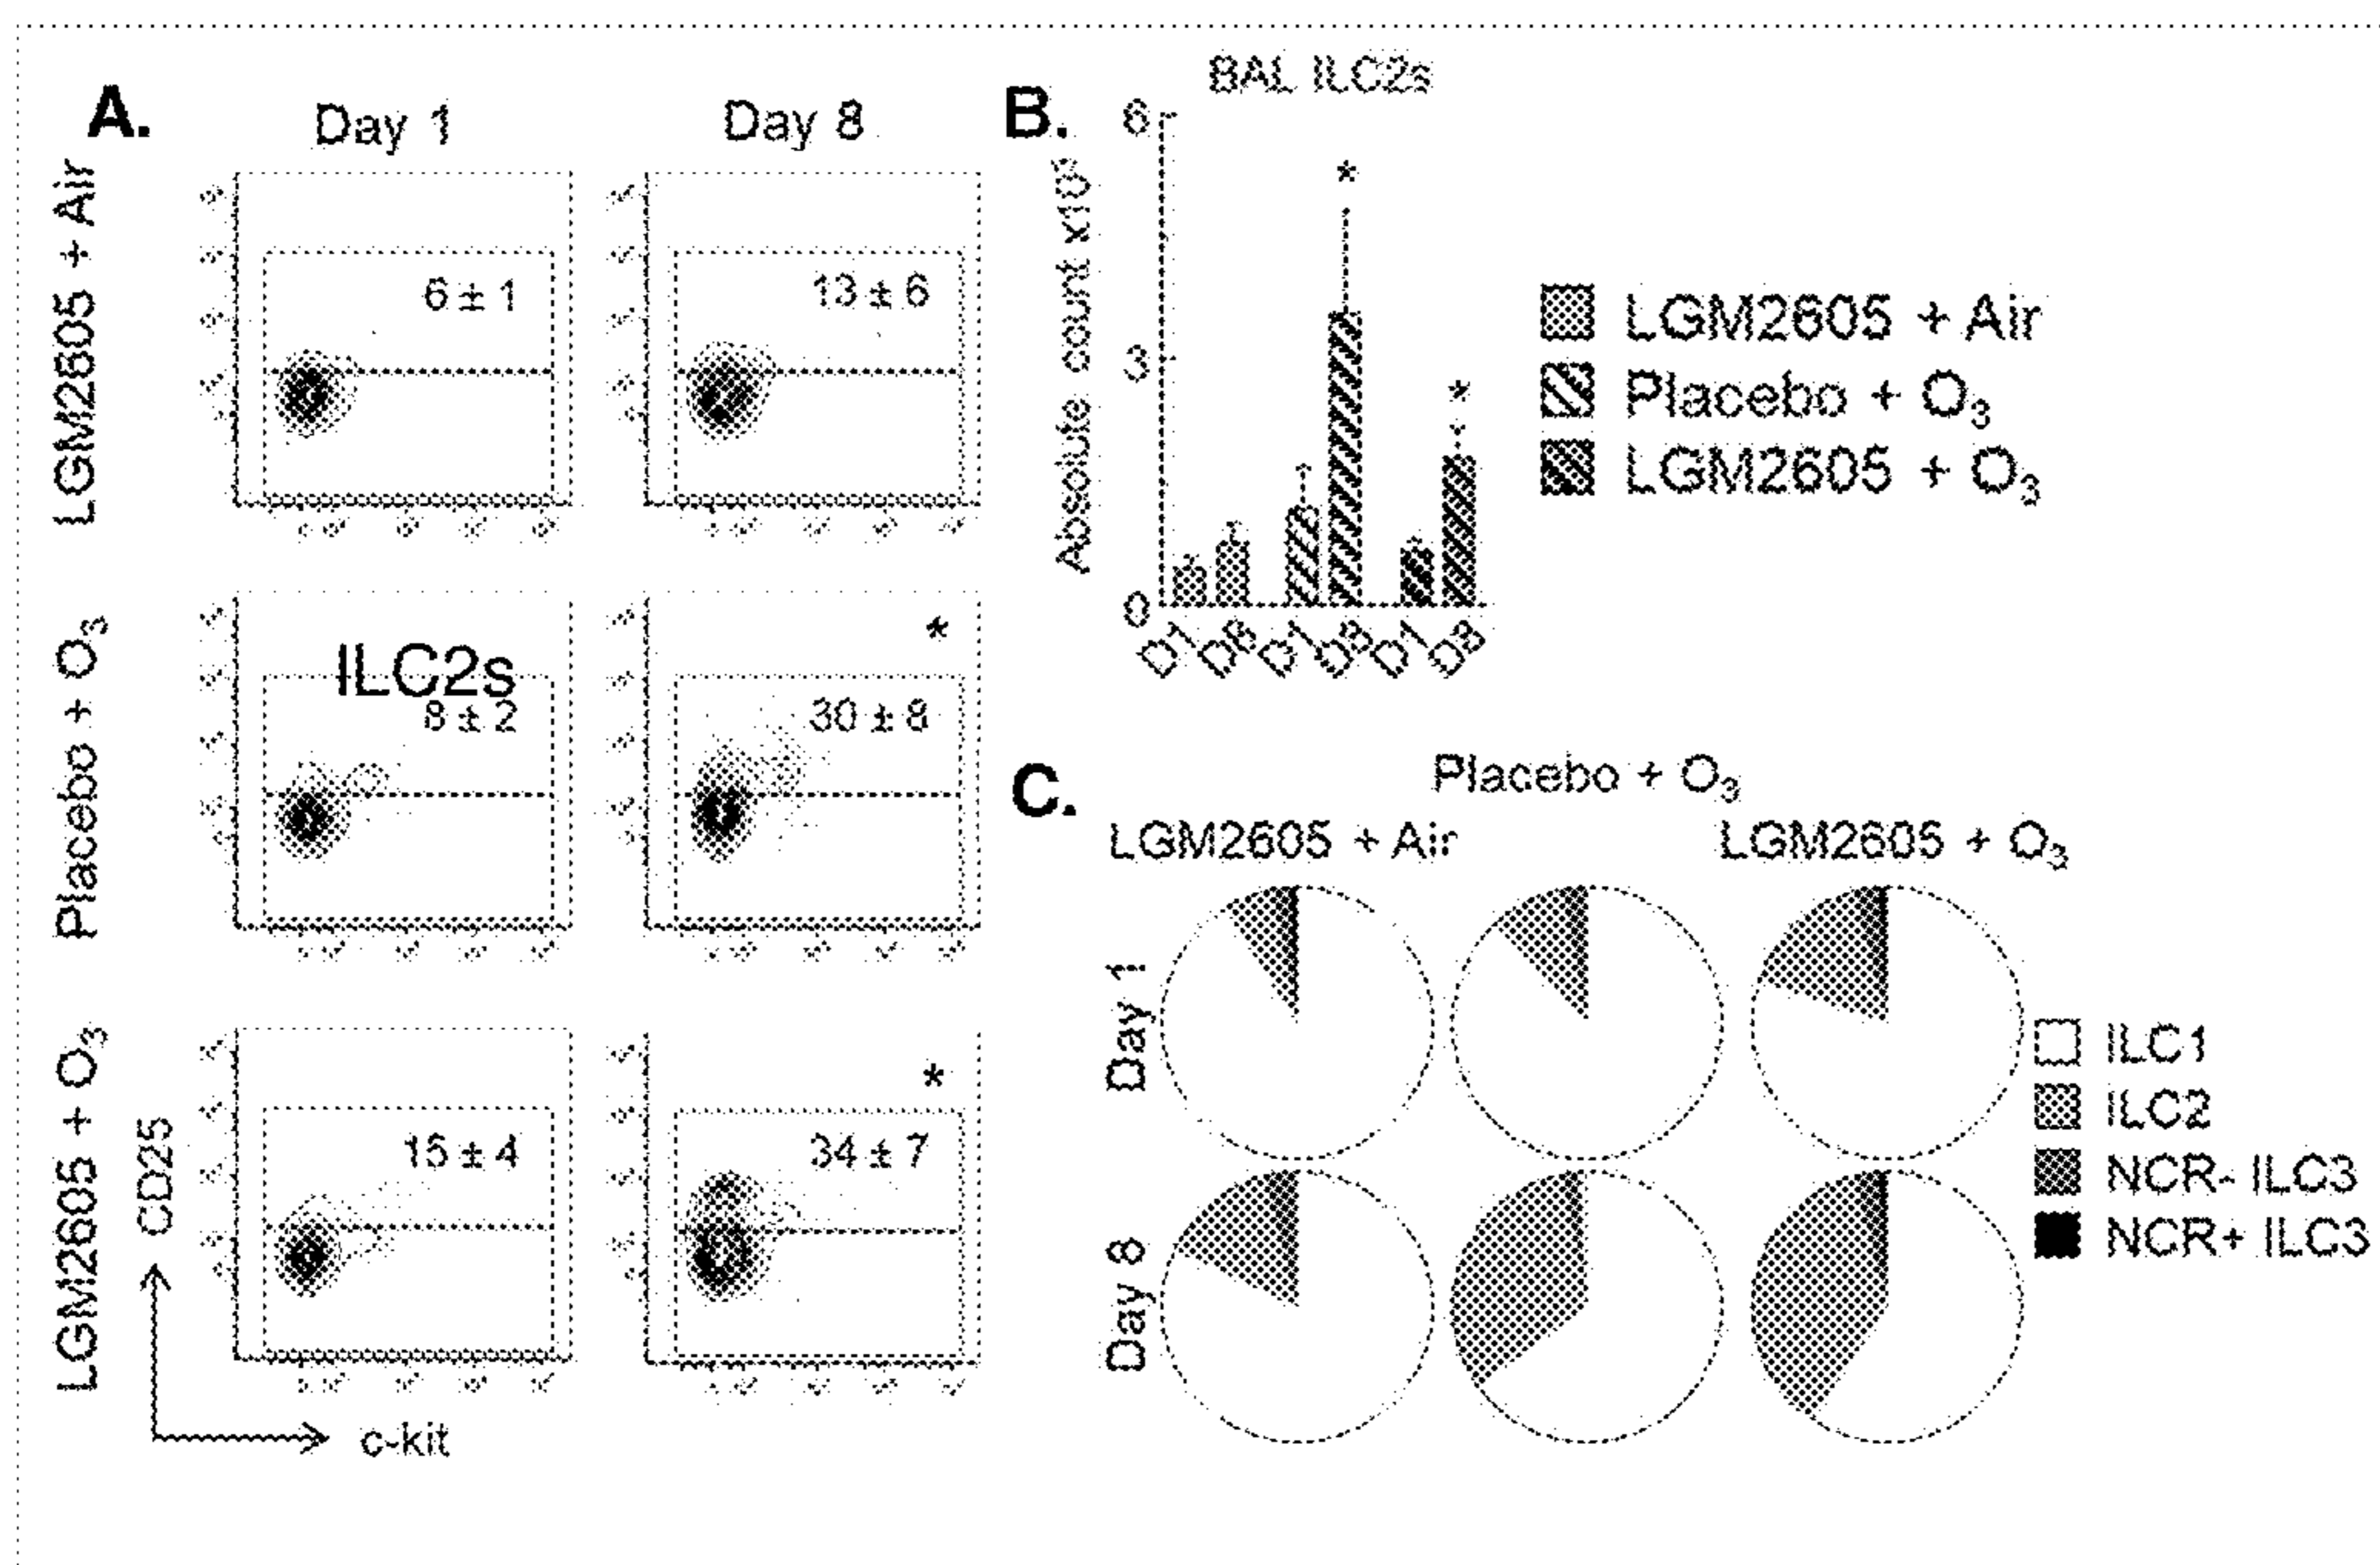 A.
Day 1
Day 8
LGM2605 + Air
6 ± 1
13 ± 6
Placebo + O3
ILC2s
8 ± 2
*
30 ± 8
LGM2605 + O3
15 ± 4
*
34 ± 7
CD25
c-kit
B.
BAL ILC2s
Absolute count
6
3
0
*
*
D1 D8 D1 D8 D1 D8
LGM2605 + Air
Placebo + O3
LGM2605 + O3
C.
Placebo + O3
LGM2605 + Air
LGM2605 + O3
Day 1
Day 8
ILC1
ILC2
NCR- ILC3
NCR+ ILC3